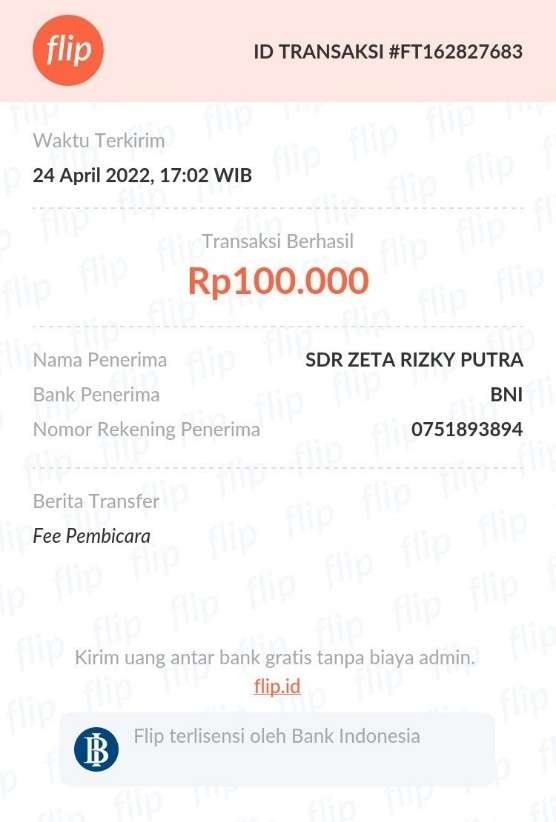 flip
ID TRANSAKSI #FT162827683
Waktu Terkirim
24 April 2022, 17:02 WIB
Transaksi Berhasil
Rp100.000
Nama Penerima SDR ZETA RIZKY PUTRA
Bank Penerima BNI
Nomor Rekening Penerima 0751893894
Berita Transfer
Fee Pembicara
Kirim uang antar bank gratis tanpa biaya admin.
flip.id
Flip terlisensi oleh Bank Indonesia